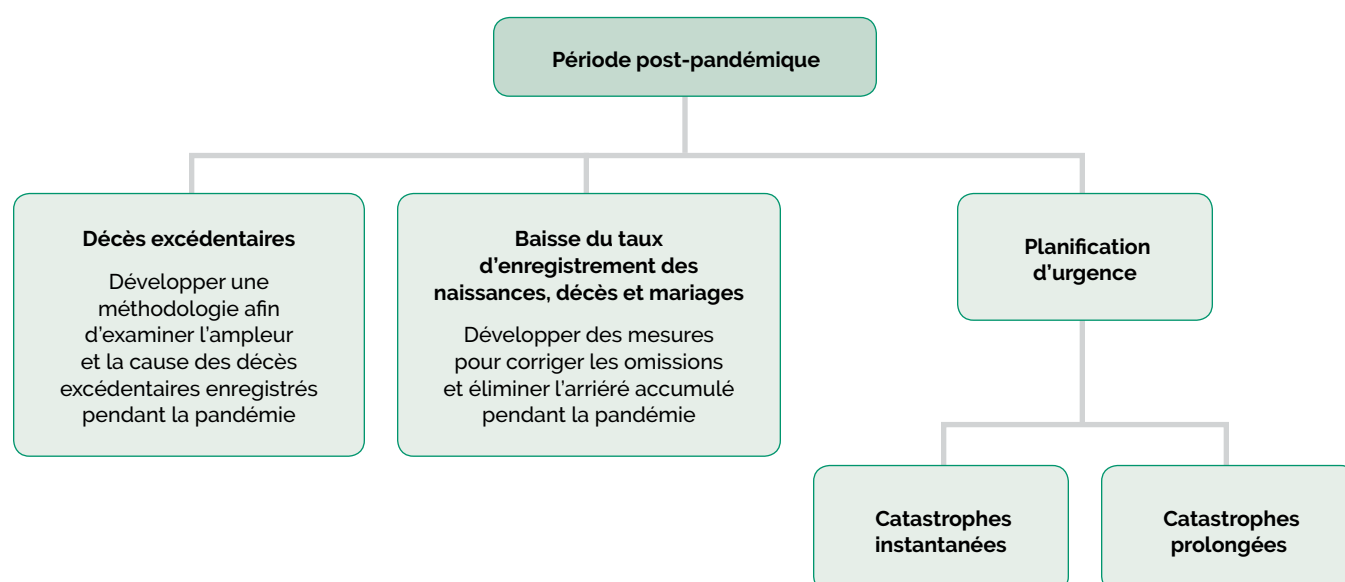 Période post-pandémique
Décès excédentaires
Développer une
méthodologie afin
d’examiner l’ampleur
et la cause des décès
excédentaires enregistrés
pendant la pandémie
Baisse du taux
d’enregistrement des
naissances, décès et mariages
Développer des mesures
pour corriger les omissions
et éliminer l’arriéré accumulé
pendant la pandémie
Planification
d’urgence
Catastrophes
instantanées
Catastrophes
prolongées